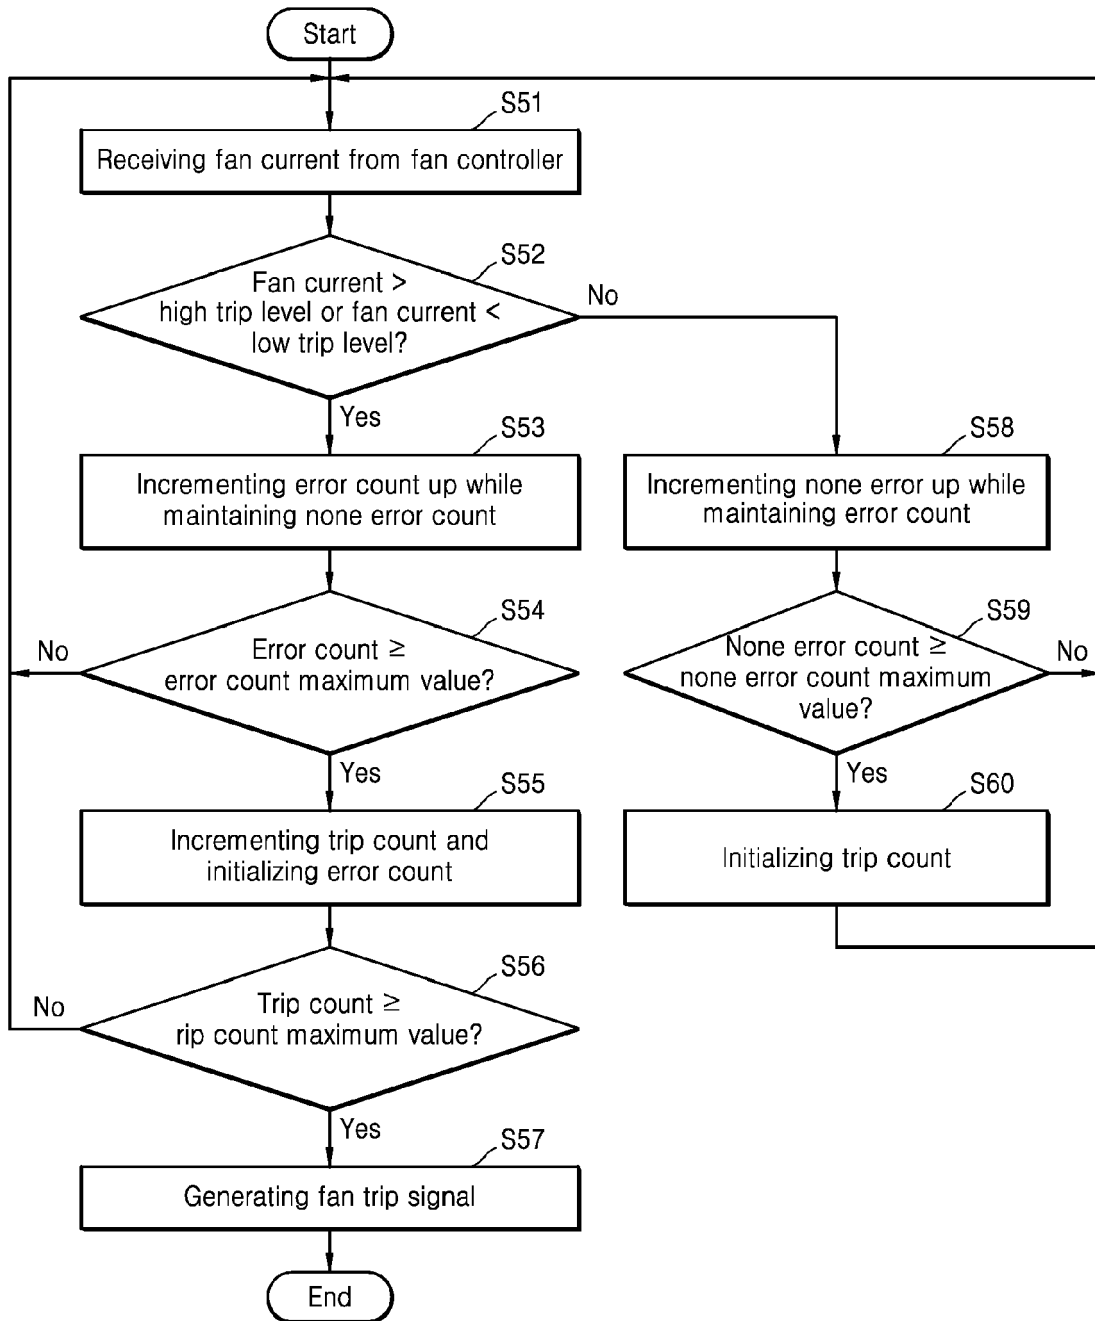 Start
S51
Receiving fan current from fan controller
S52
Fan current >
high trip level or fan current <
low trip level?
No
Yes
S53
Incrementing error count up while
maintaining none error count
S58
Incrementing none error up while
maintaining error count
S54
Error count ≥
error count maximum value?
No
Yes
S59
None error count ≥
none error count maximum
value?
No
Yes
S55
Incrementing trip count and
initializing error count
S60
Initializing trip count
S56
Trip count ≥
rip count maximum value?
No
Yes
S57
Generating fan trip signal
End